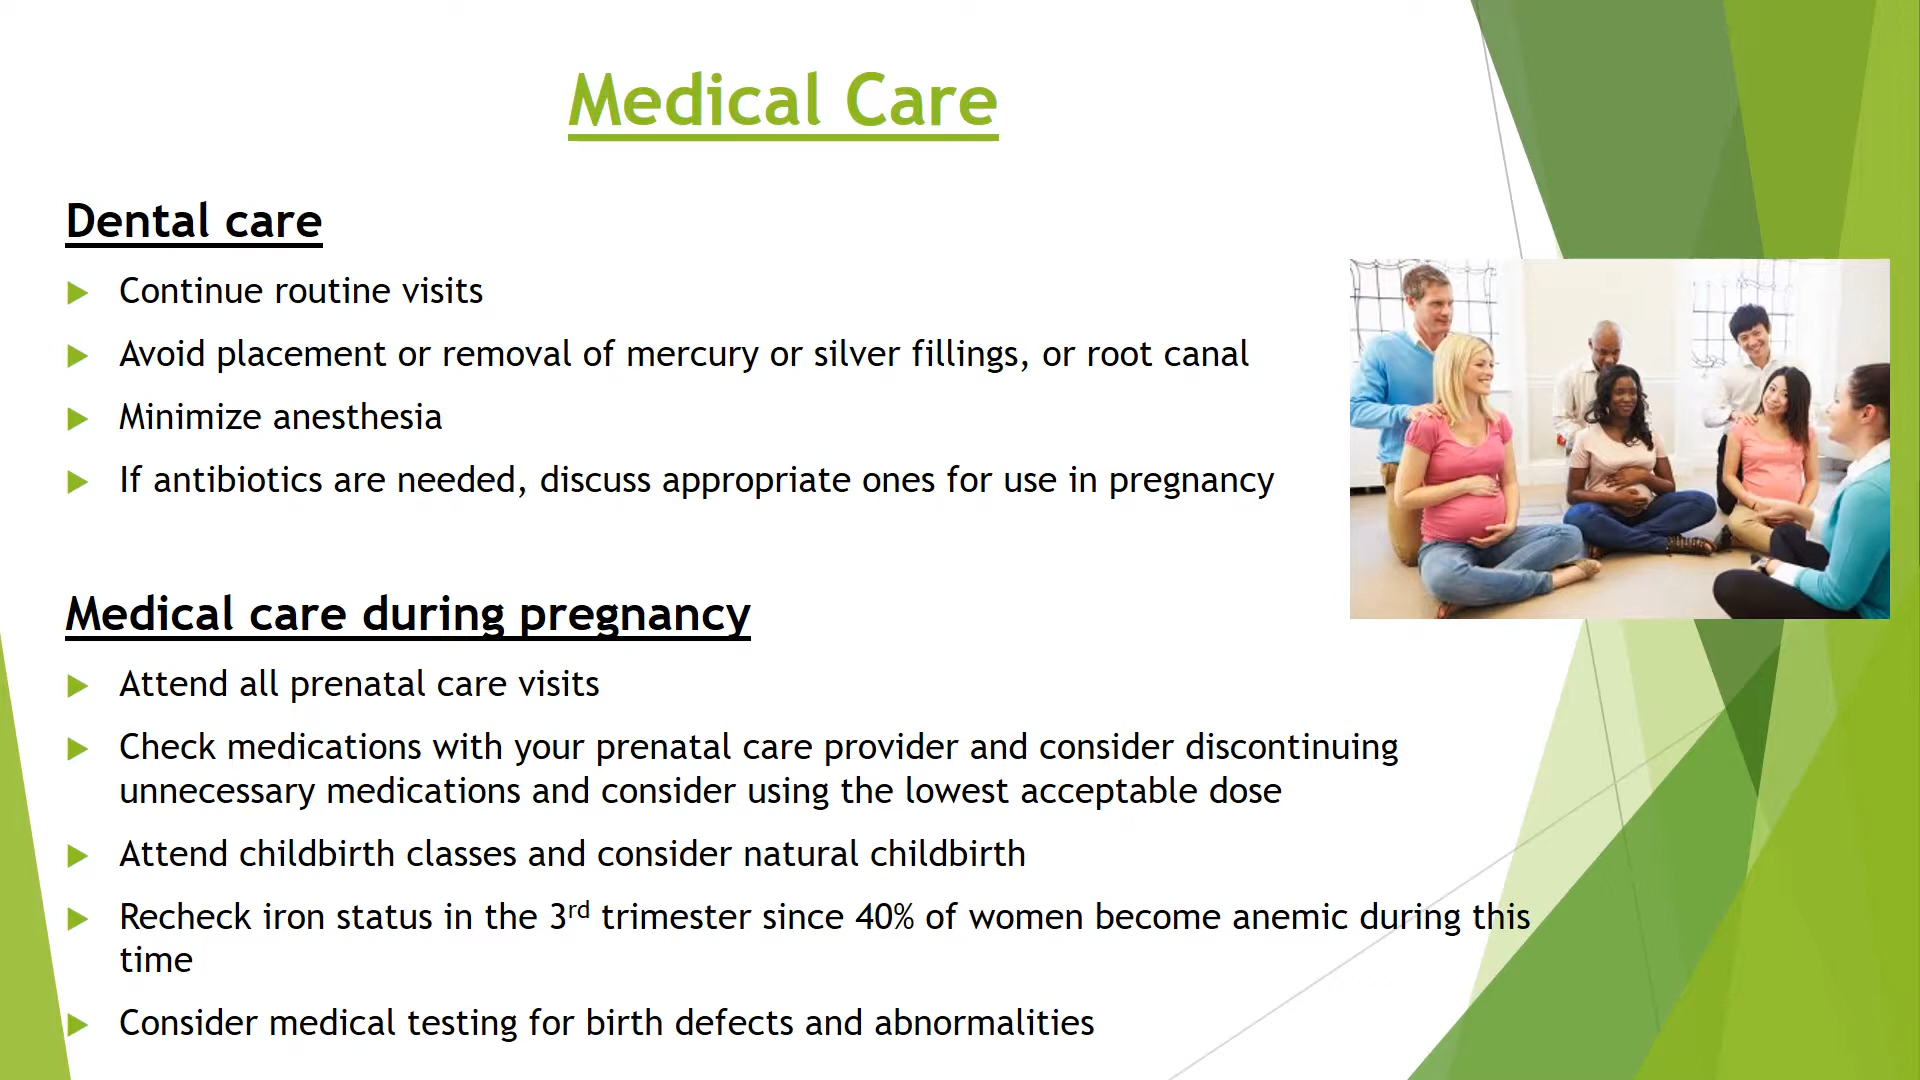 Medical Care
Dental care
Continue routine visits
Avoid placement or removal of mercury or silver fillings, or root canal
Minimize anesthesia
If antibiotics are needed, discuss appropriate ones for use in pregnancy
Medical care during pregnancy
Attend all prenatal care visits
Check medications with your prenatal care provider and consider discontinuing
unnecessary medications and consider using the lowest acceptable dose
Attend childbirth classes and consider natural childbirth
Recheck iron status in the 3rd trimester since 40% of women become anemic during this
time
Consider medical testing for birth defects and abnormalities